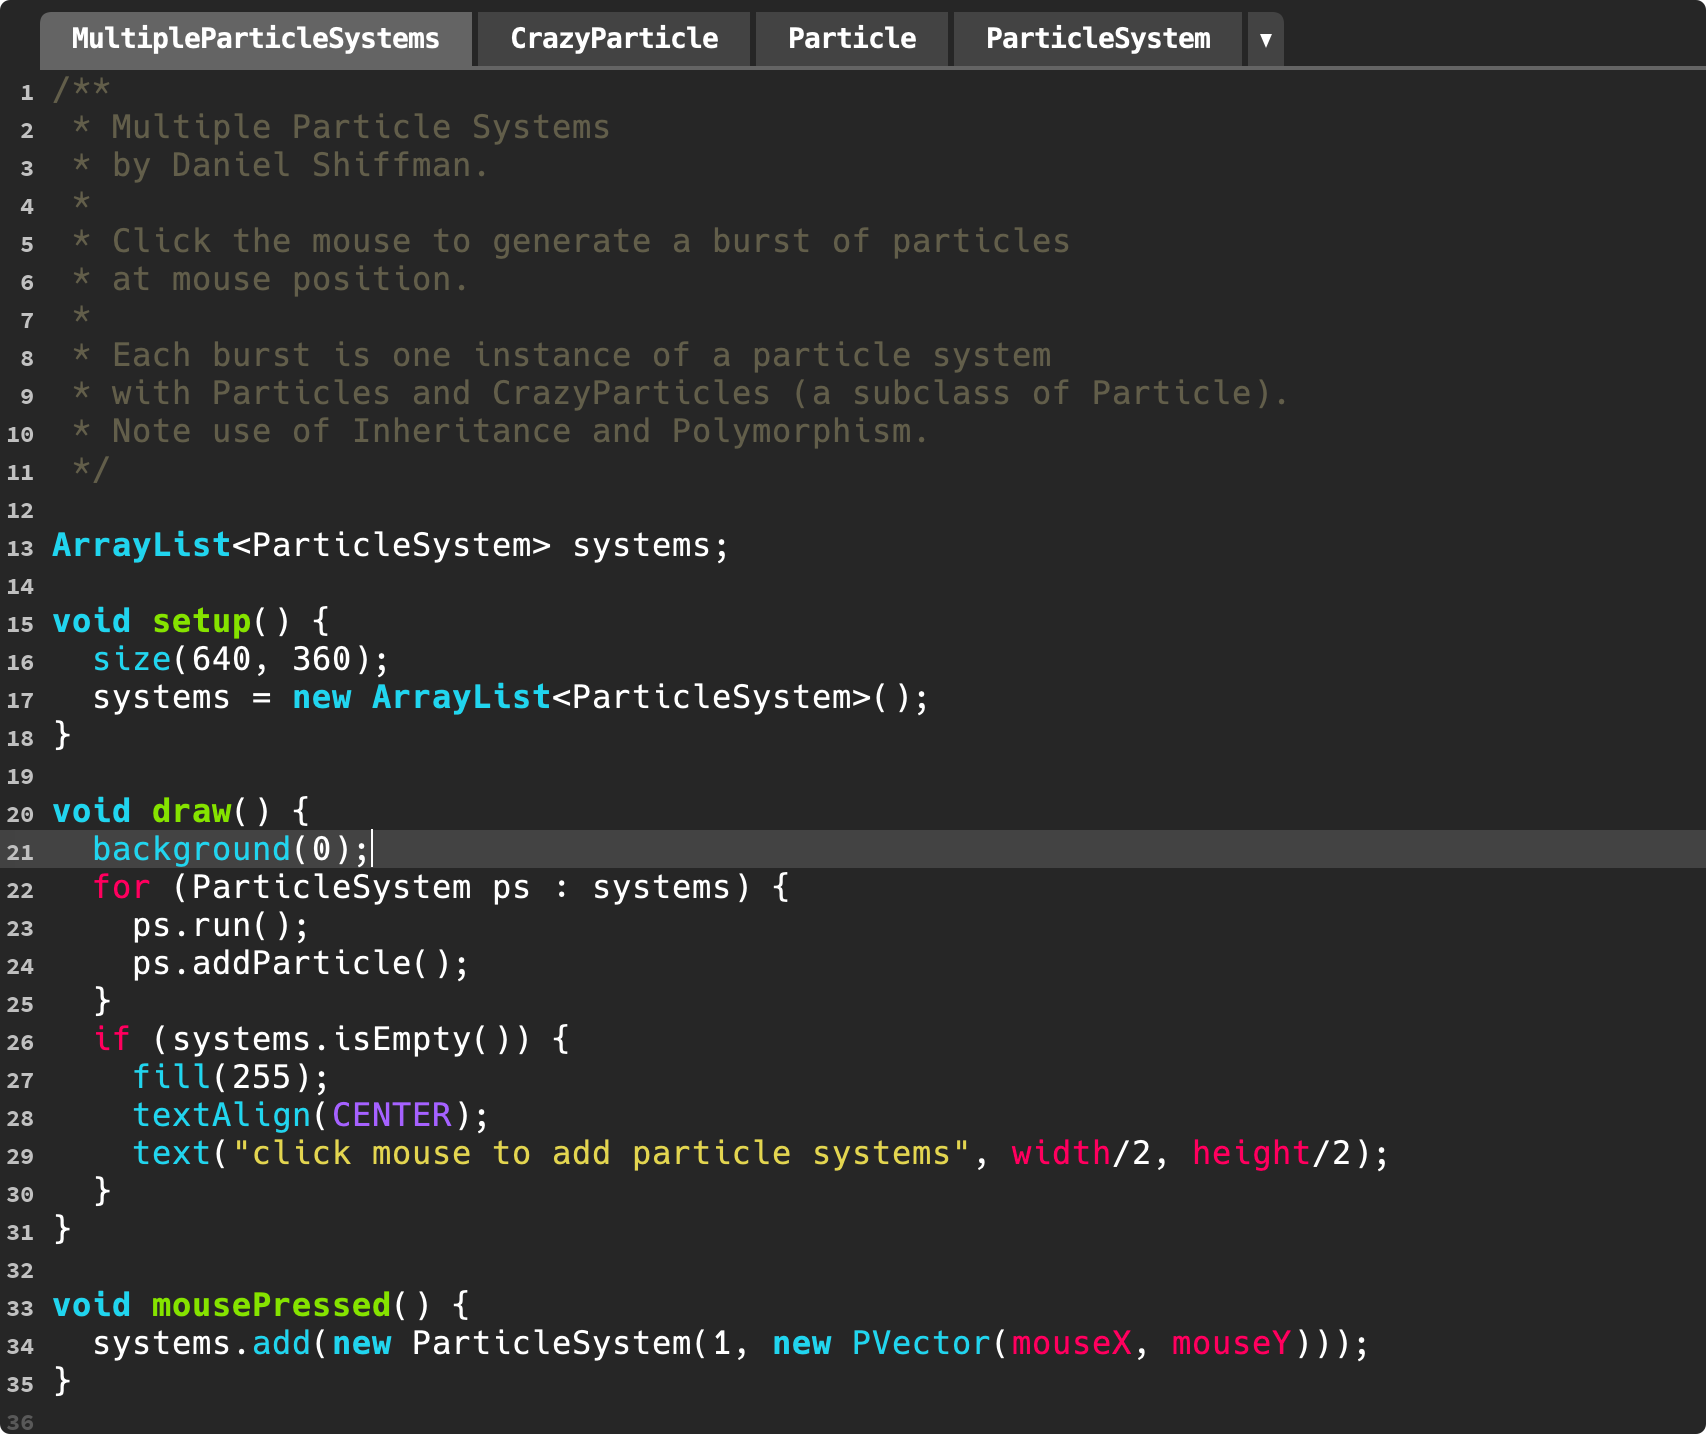 MultipleParticleSystems CrazyParticle Particle ParticleSystem ▼
1 /**
2  * Multiple Particle Systems
3  * by Daniel Shiffman.
4  *
5  * Click the mouse to generate a burst of particles
6  * at mouse position.
7  *
8  * Each burst is one instance of a particle system
9  * with Particles and CrazyParticles (a subclass of Particle).
10  * Note use of Inheritance and Polymorphism.
11  */
12
13 ArrayList<ParticleSystem> systems;
14
15 void setup() {
16   size(640, 360);
17   systems = new ArrayList<ParticleSystem>();
18 }
19
20 void draw() {
21   background(0);
22   for (ParticleSystem ps : systems) {
23     ps.run();
24     ps.addParticle();
25   }
26   if (systems.isEmpty()) {
27     fill(255);
28     textAlign(CENTER);
29     text("click mouse to add particle systems", width/2, height/2);
30   }
31 }
32
33 void mousePressed() {
34   systems.add(new ParticleSystem(1, new PVector(mouseX, mouseY)));
35 }
36